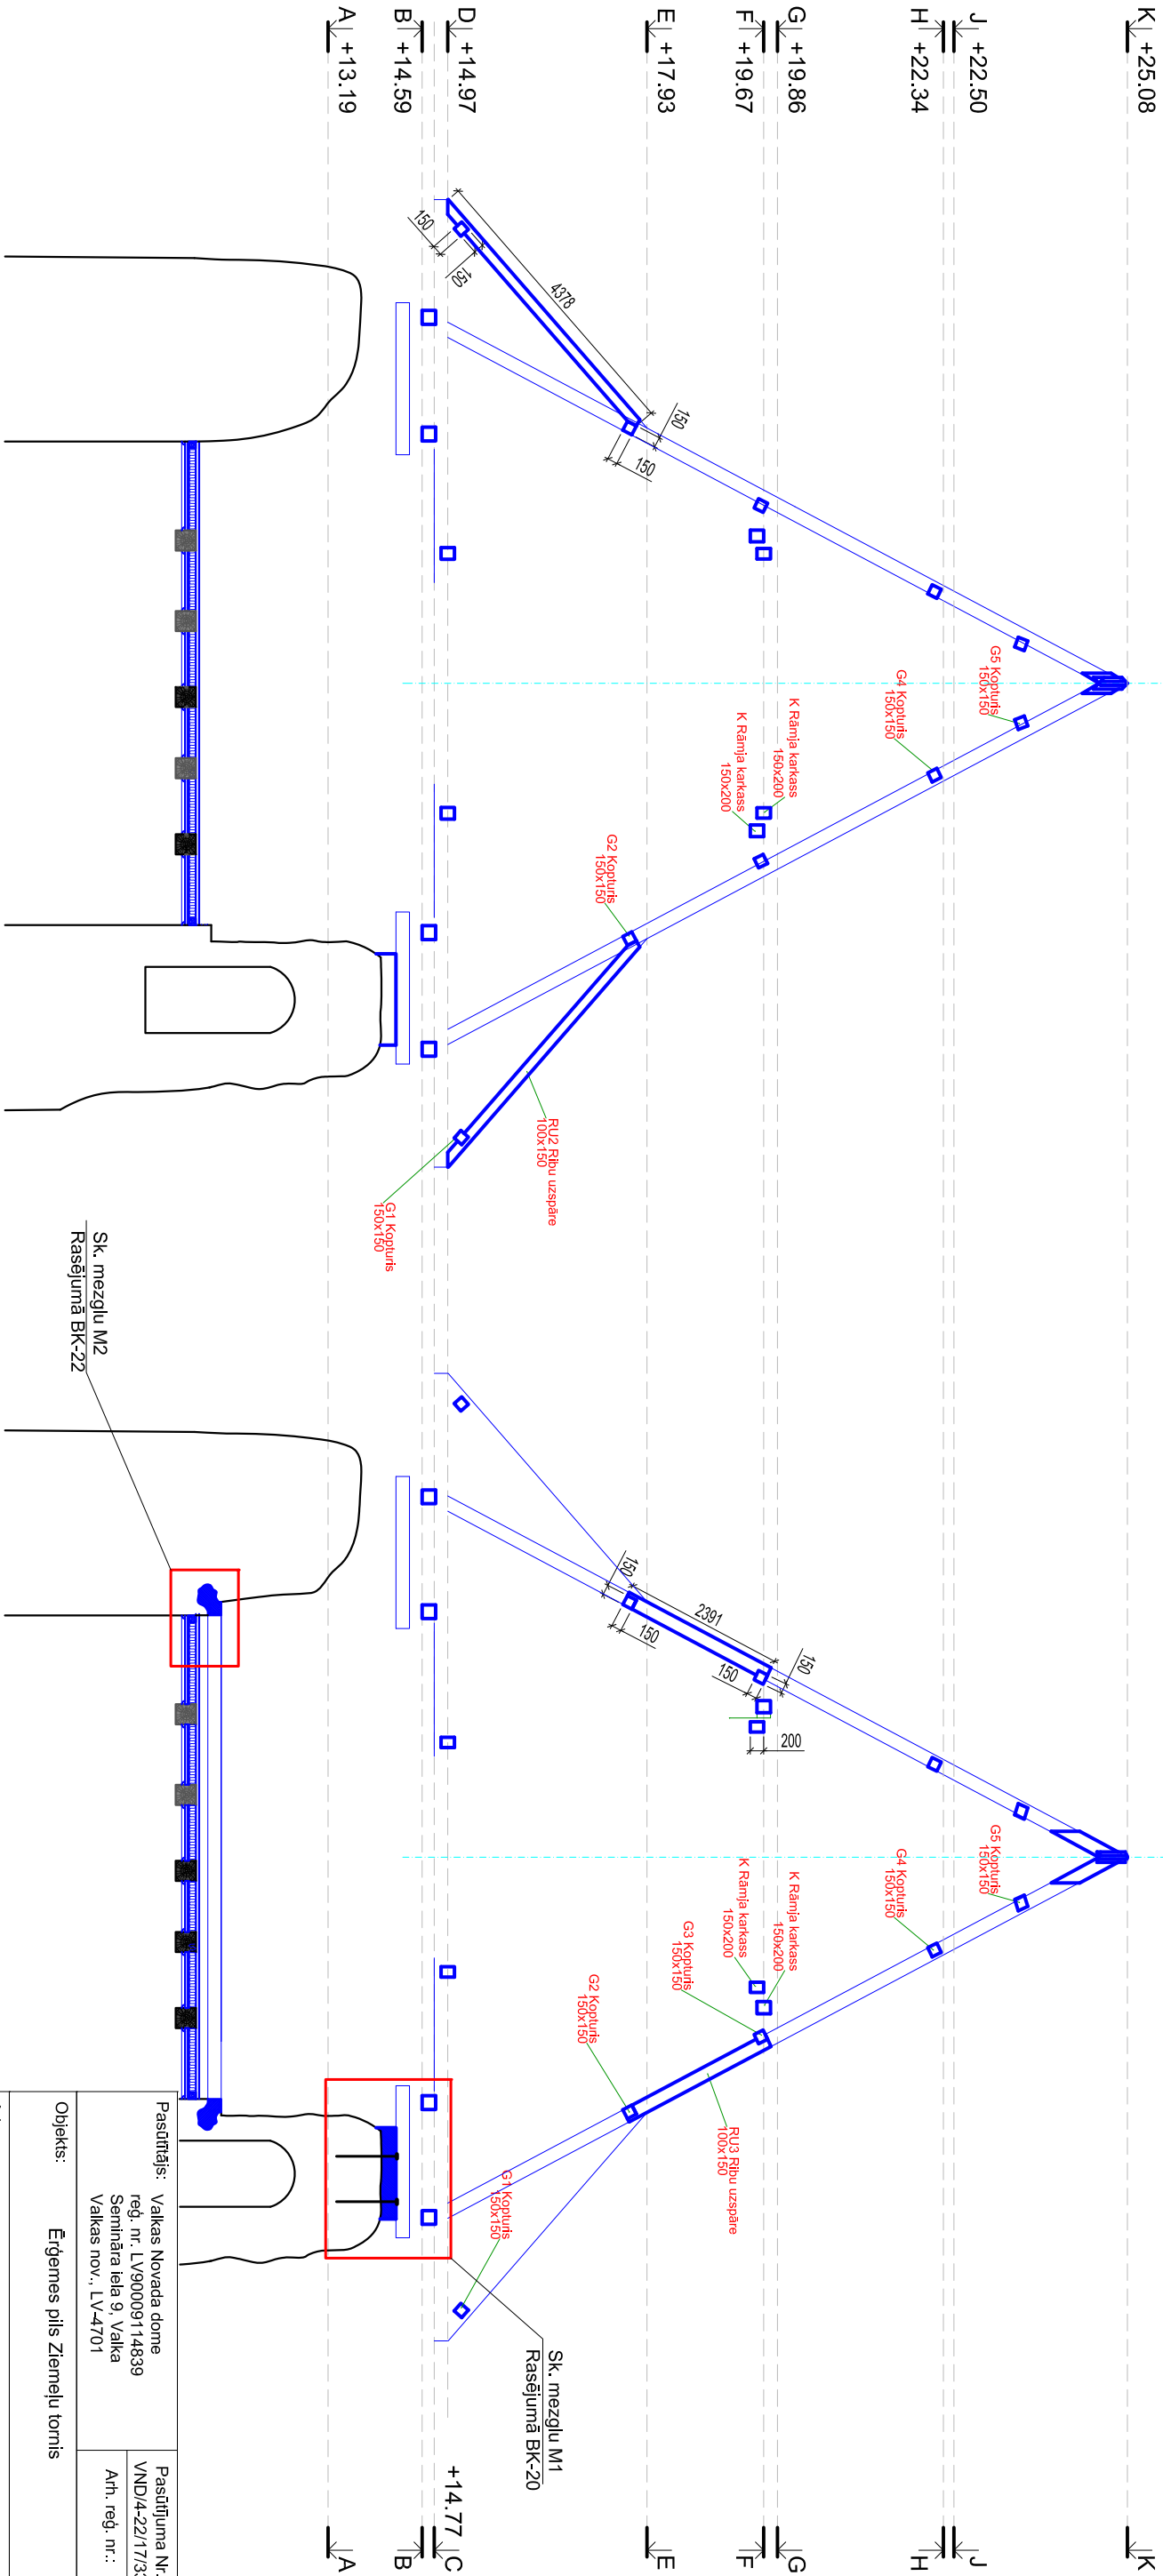 K
+25.08
J
+22.50
H
+22.34
G
+19.86
F
+19.67
E
+17.93
D
+14.97
B
+14.59
A
+13.19
4378
150
150
150
150
G5 Kopturis
150x150
G4 Kopturis
150x150
K Rāmja karkass
150x200
K Rāmja karkass
150x200
G2 Kopturis
150x150
RU2 Ribu uzspāre
100x150
G1 Kopturis
150x150
Sk. mezglu M2
Rasējumā BK-22
2391
150
150
150
150
200
G5 Kopturis
150x150
G4 Kopturis
150x150
K Rāmja karkass
150x200
K Rāmja karkass
150x200
G3 Kopturis
150x150
G2 Kopturis
150x150
RU3 Ribu uzspāre
100x150
G1 Kopturis
150x150
Sk. mezglu M1
Rasējumā BK-20
K
J
H
G
F
E
+14.77
C
B
A
Pasūtītājs: Valkas Novada dome
reģ. nr. LV90009114839
Semināra iela 9, Valka
Valkas nov., LV-4701
Pasūtījuma Nr.
VND/4-22/17/33
Arh. reģ. nr.:
Objekts: Ērģemes pils Ziemeļu tornis